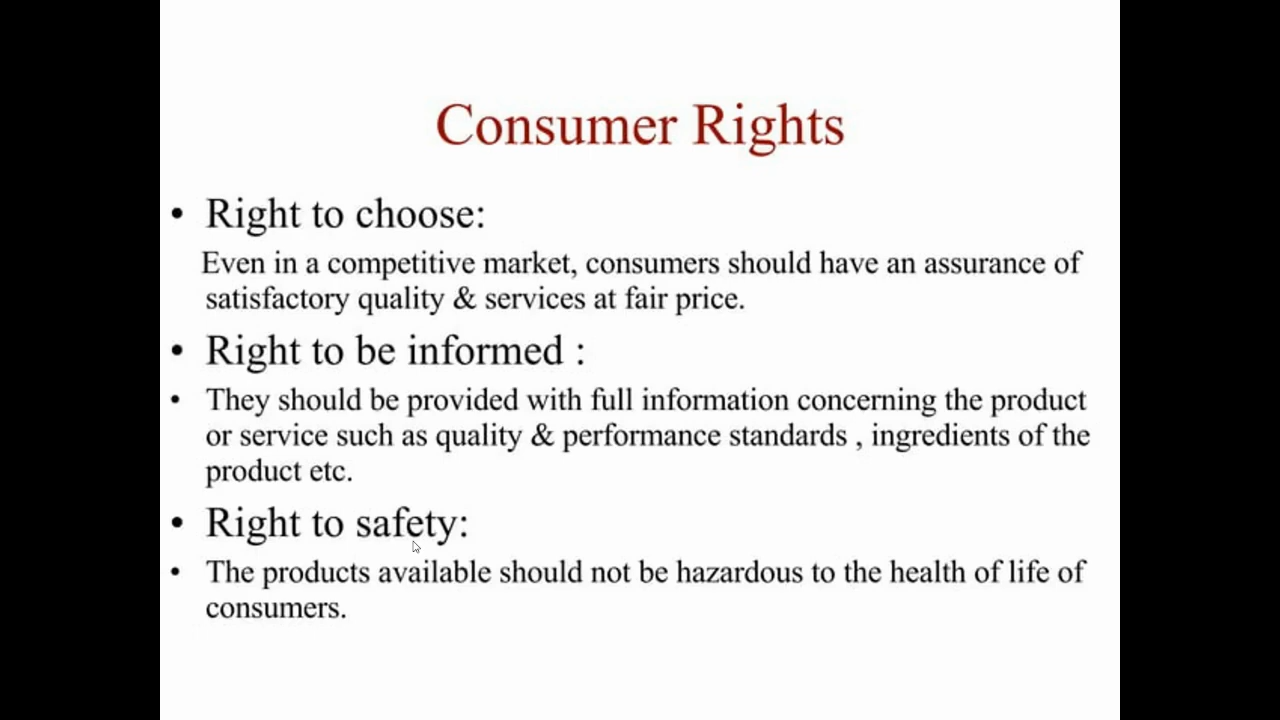 Consumer Rights
• Right to choose:
Even in a competitive market, consumers should have an assurance of
satisfactory quality & services at fair price.
• Right to be informed :
• They should be provided with full information concerning the product
or service such as quality & performance standards , ingredients of the
product etc.
• Right to safety:
• The products available should not be hazardous to the health of life of
consumers.